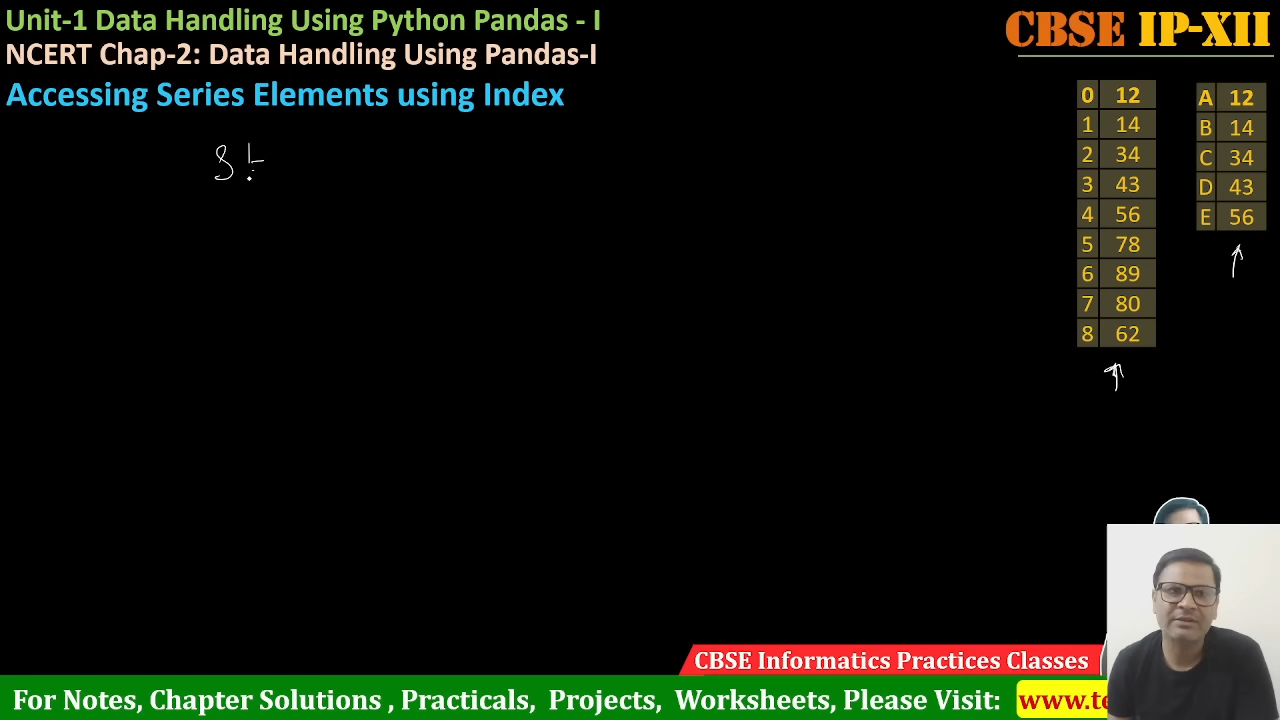 Unit-1 Data Handling Using Python Pandas - I
NCERT Chap-2: Data Handling Using Pandas-I
Accessing Series Elements using Index
CBSE IP-XII
0 12
1 14
2 34
3 43
4 56
5 78
6 89
7 80
8 62
A 12
B 14
C 34
D 43
E 56
CBSE Informatics Practices Classes
For Notes, Chapter Solutions , Practicals, Projects, Worksheets, Please Visit: